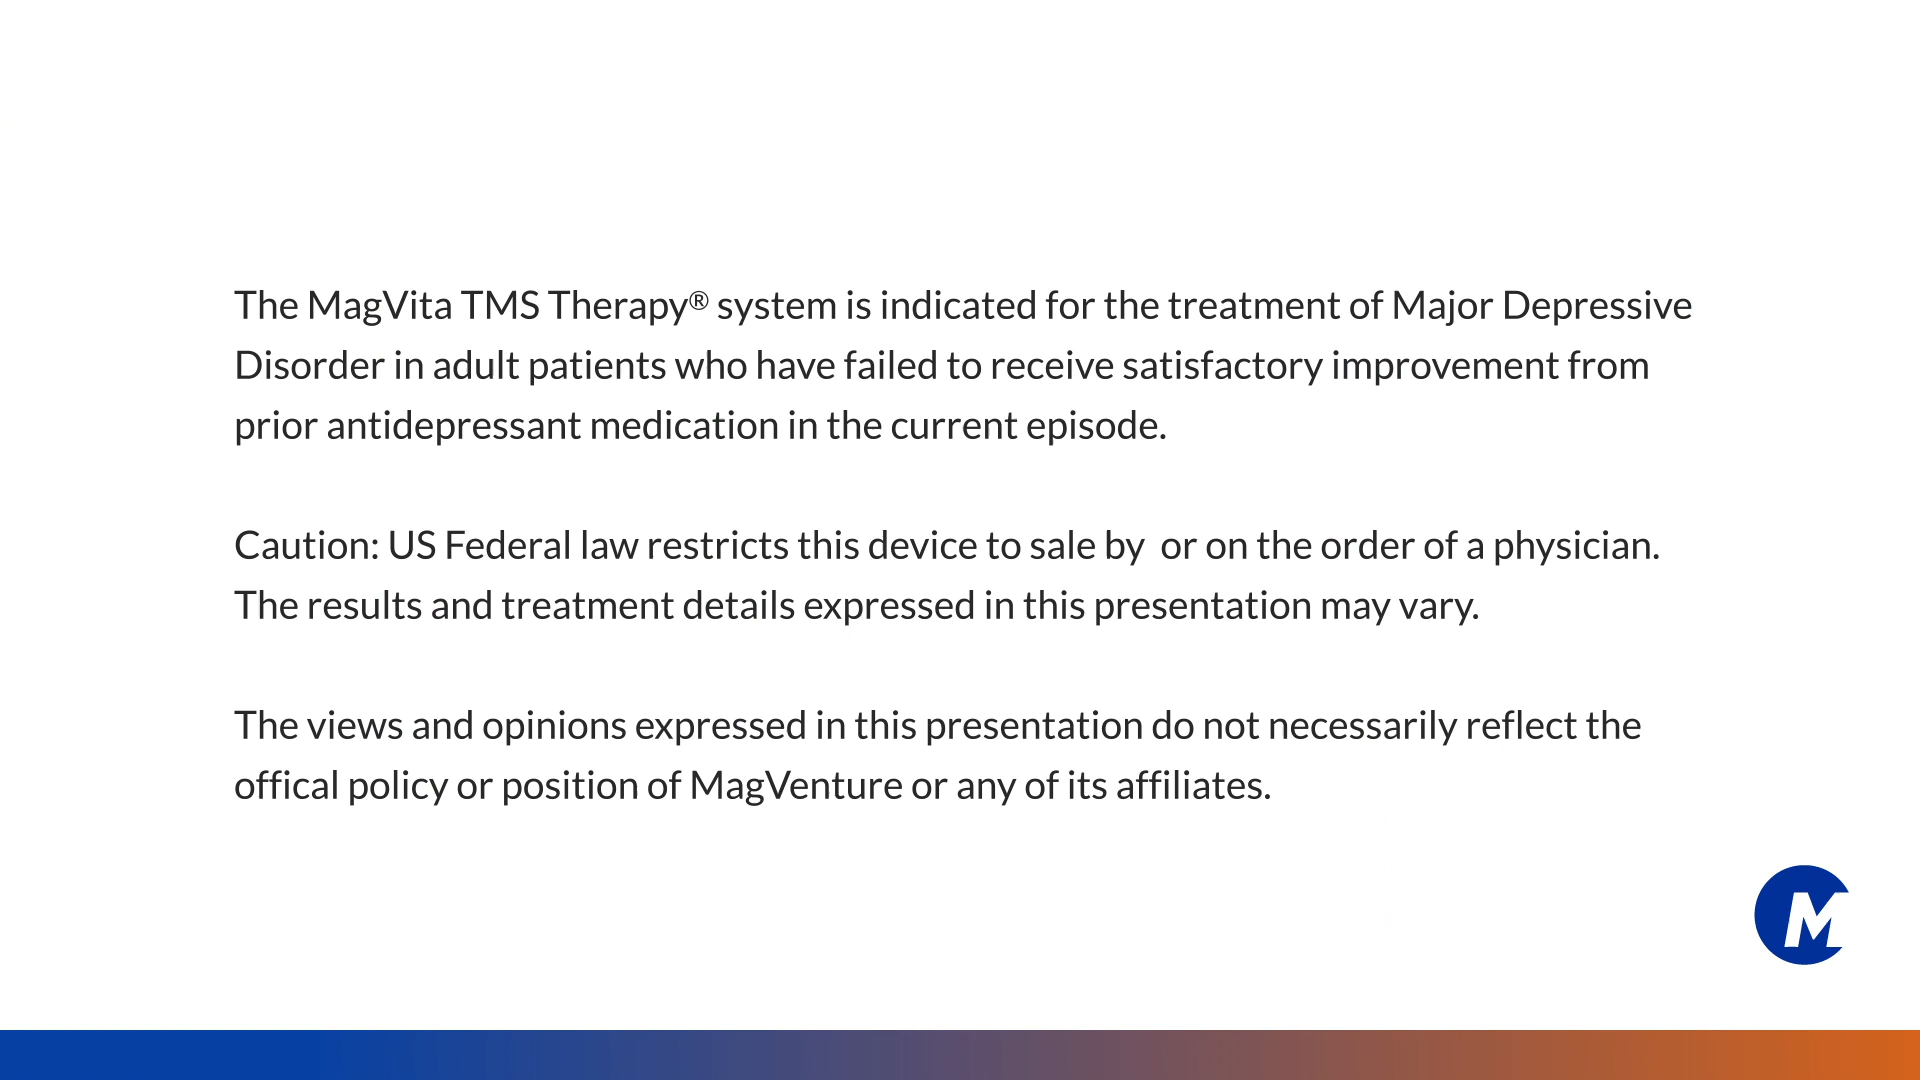 The MagVita TMS Therapy® system is indicated for the treatment of Major Depressive
Disorder in adult patients who have failed to receive satisfactory improvement from
prior antidepressant medication in the current episode.
Caution: US Federal law restricts this device to sale by  or on the order of a physician.
The results and treatment details expressed in this presentation may vary.
The views and opinions expressed in this presentation do not necessarily reflect the
offical policy or position of MagVenture or any of its affiliates.
M